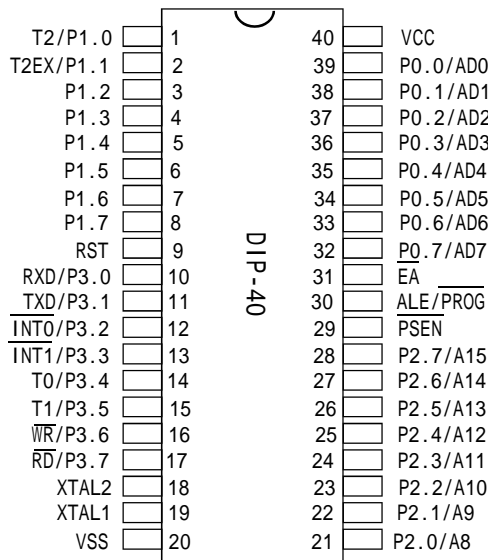 T2/P1.0 1 40 VCC
T2EX/P1.1 2 39 P0.0/AD0
P1.2 3 38 P0.1/AD1
P1.3 4 37 P0.2/AD2
P1.4 5 36 P0.3/AD3
P1.5 6 35 P0.4/AD4
P1.6 7 34 P0.5/AD5
P1.7 8 33 P0.6/AD6
RST 9 32 P0.7/AD7
RXD/P3.0 10 31 E̅A̅
TXD/P3.1 11 30 ALE/P̅R̅O̅G̅
I̅N̅T̅0̅/P3.2 12 29 P̅S̅E̅N̅
I̅N̅T̅1̅/P3.3 13 28 P2.7/A15
T0/P3.4 14 27 P2.6/A14
T1/P3.5 15 26 P2.5/A13
W̅R̅/P3.6 16 25 P2.4/A12
R̅D̅/P3.7 17 24 P2.3/A11
XTAL2 18 23 P2.2/A10
XTAL1 19 22 P2.1/A9
VSS 20 21 P2.0/A8
DIP-40